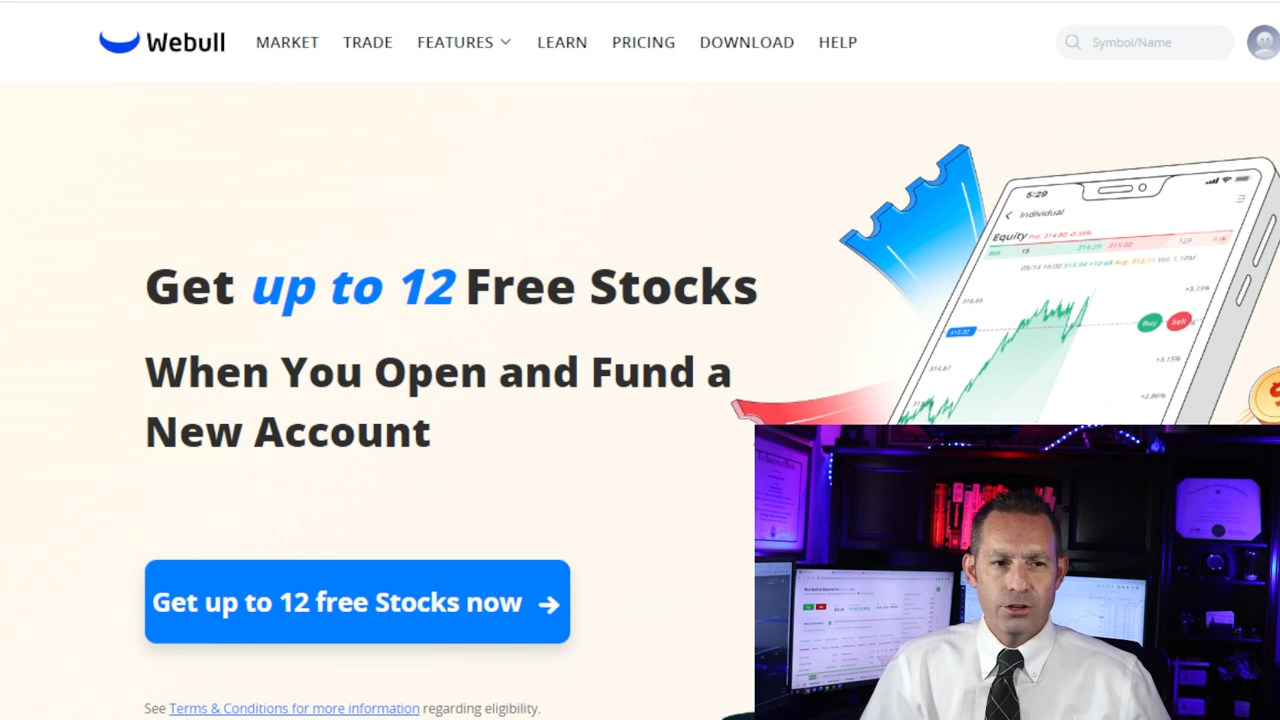 Webull MARKET TRADE FEATURES LEARN PRICING DOWNLOAD HELP Symbol/Name
5:29
Individual
Equity
Get up to 12 Free Stocks
When You Open and Fund a
New Account
Buy Sell
Get up to 12 free Stocks now →
See Terms & Conditions for more information regarding eligibility.